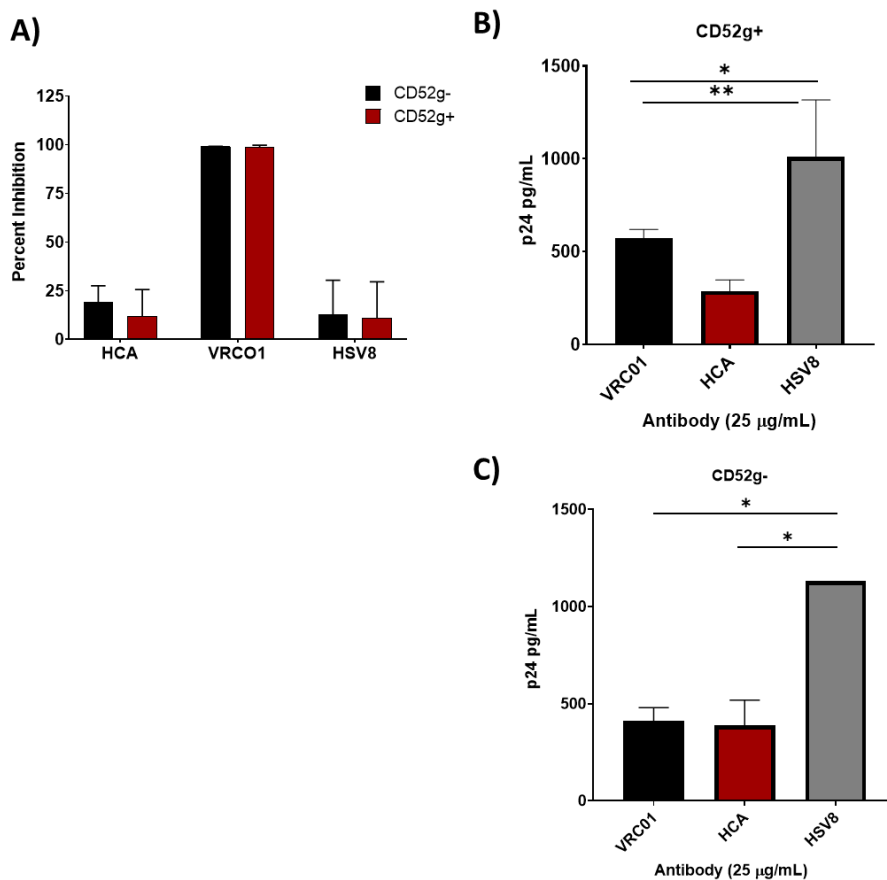 A)
CD52g-
CD52g+
Percent Inhibition
125
100
75
50
25
0
HCA
VRCO1
HSV8
B)
CD52g+
*
**
p24 pg/mL
1500
1000
500
0
VRC01
HCA
HSV8
Antibody (25 μg/mL)
C)
CD52g-
*
*
p24 pg/mL
1500
1000
500
0
VRC01
HCA
HSV8
Antibody (25 μg/mL)